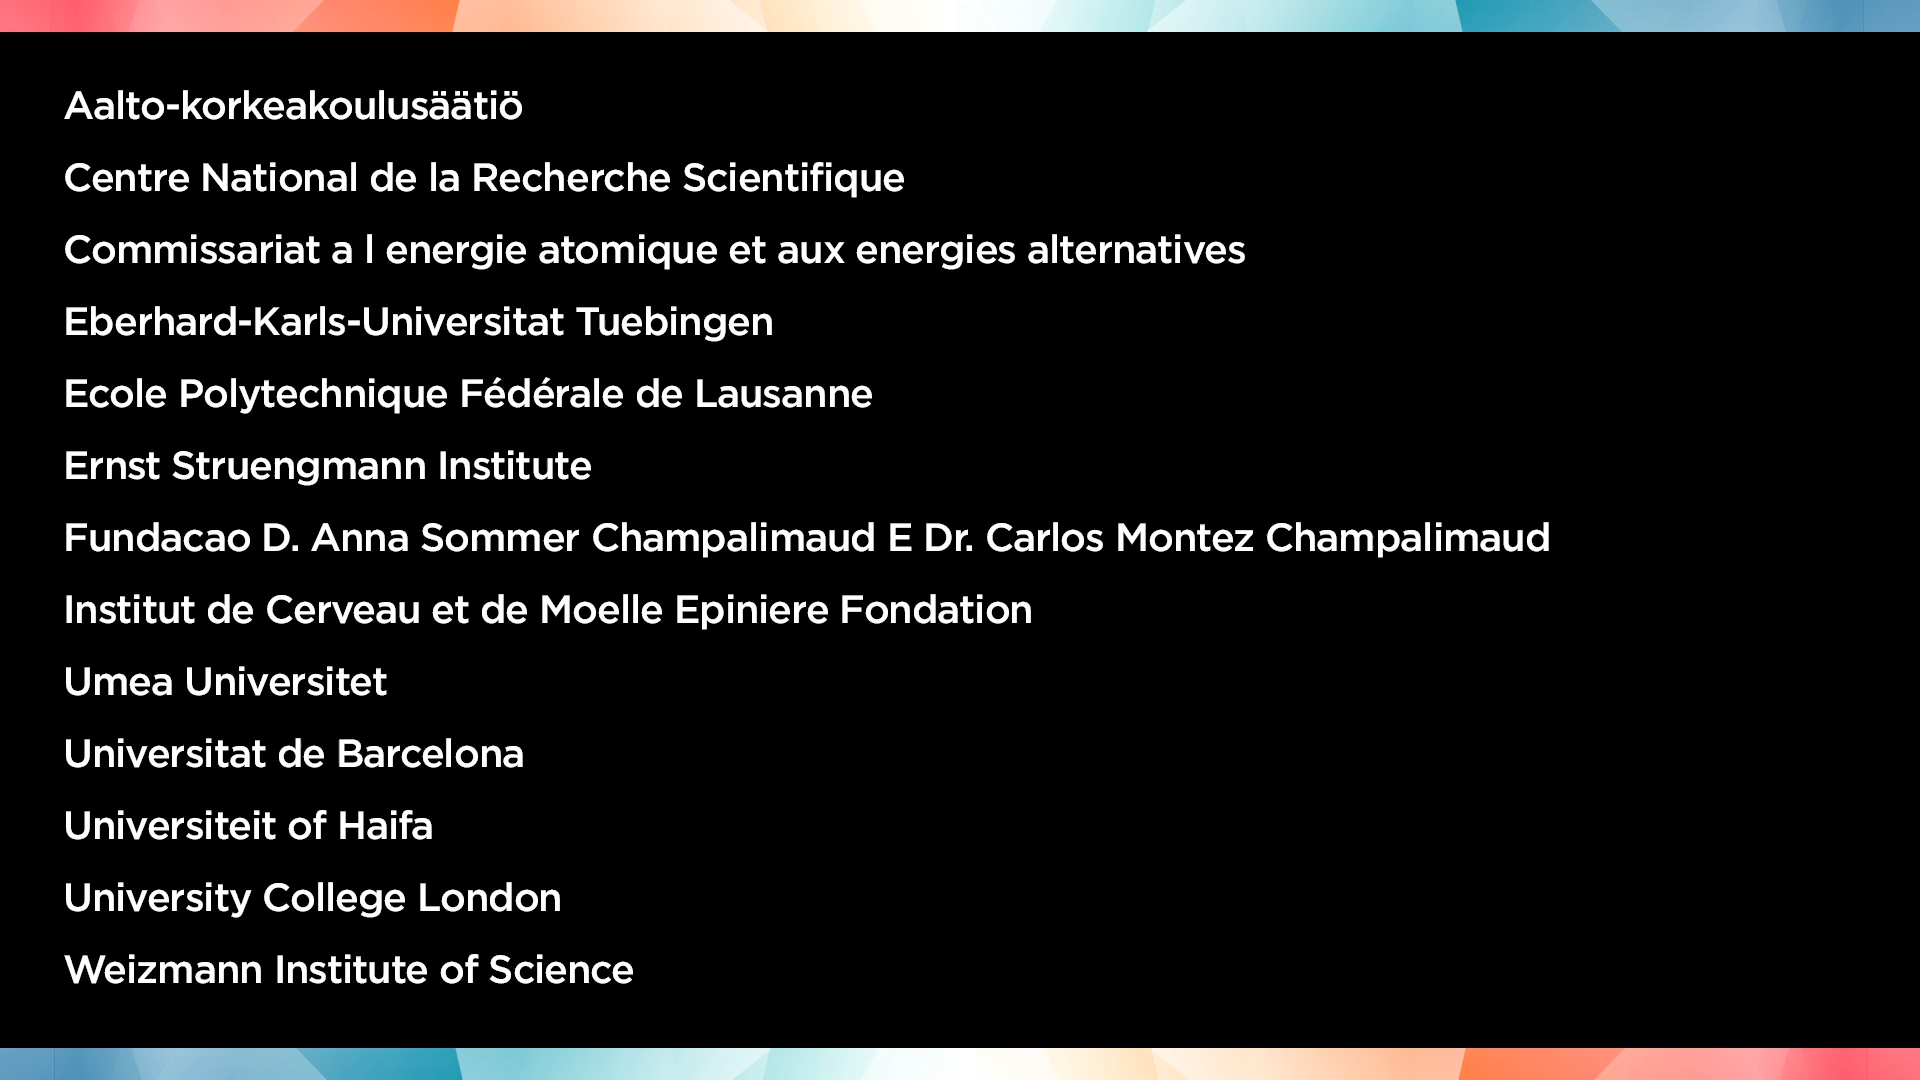 Aalto-korkeakoulusäätiö
Centre National de la Recherche Scientifique
Commissariat a l energie atomique et aux energies alternatives
Eberhard-Karls-Universitat Tuebingen
Ecole Polytechnique Fédérale de Lausanne
Ernst Struengmann Institute
Fundacao D. Anna Sommer Champalimaud E Dr. Carlos Montez Champalimaud
Institut de Cerveau et de Moelle Epiniere Fondation
Umea Universitet
Universitat de Barcelona
Universiteit of Haifa
University College London
Weizmann Institute of Science